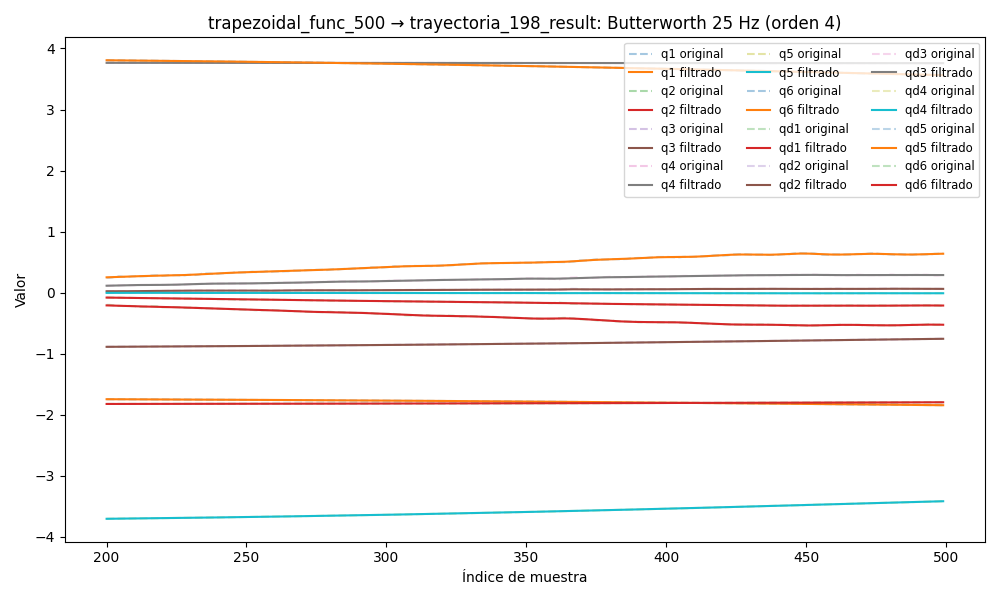 trapezoidal_func_500 → trayectoria_198_result: Butterworth 25 Hz (orden 4)
q1 original
q1 filtrado
q2 original
q2 filtrado
q3 original
q3 filtrado
q4 original
q4 filtrado
q5 original
q5 filtrado
q6 original
q6 filtrado
qd1 original
qd1 filtrado
qd2 original
qd2 filtrado
qd3 original
qd3 filtrado
qd4 original
qd4 filtrado
qd5 original
qd5 filtrado
qd6 original
qd6 filtrado
Valor
4
3
2
1
0
−1
−2
−3
−4
200
250
300
350
400
450
500
Índice de muestra